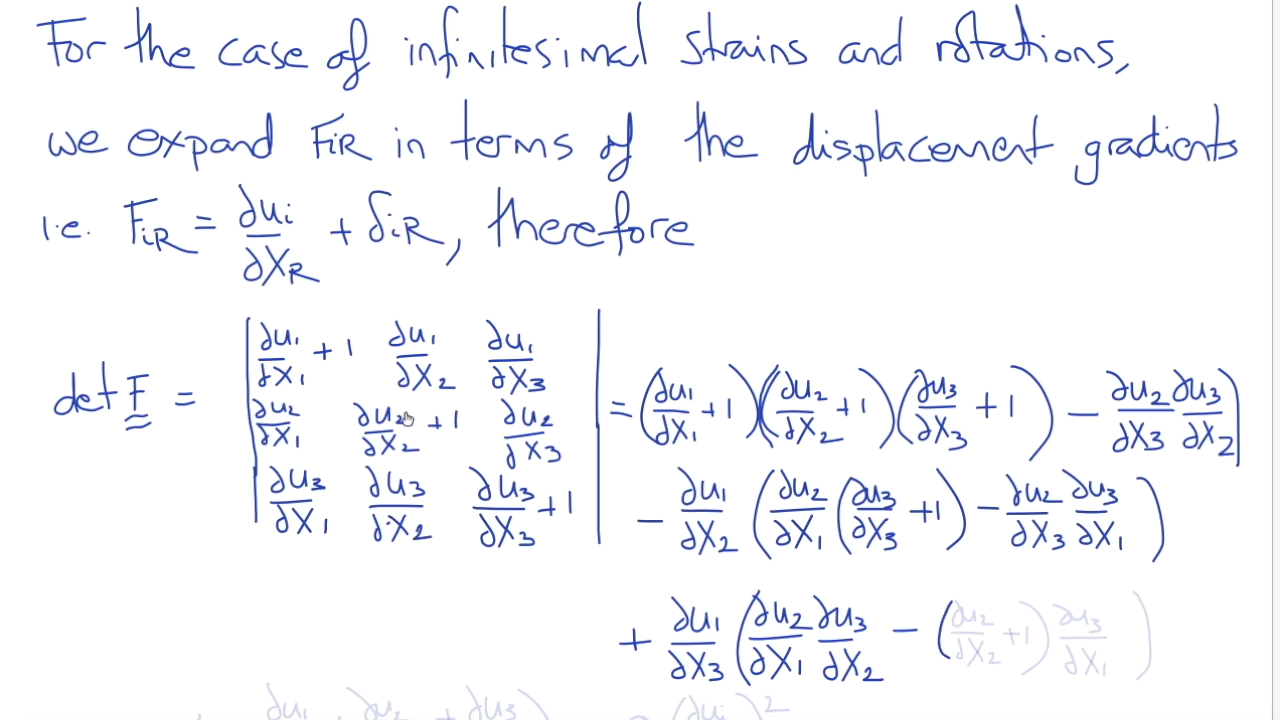 For the case of infinitesimal strains and rotations,
we expand FiR in terms of the displacement gradients
i.e. FiR = ∂ui/∂XR + δiR, therefore
det F = | ∂u1/∂X1 + 1   ∂u1/∂X2   ∂u1/∂X3 |
| ∂u2/∂X1   ∂u2/∂X2 + 1   ∂u2/∂X3 |
| ∂u3/∂X1   ∂u3/∂X2   ∂u3/∂X3 + 1 |
= (∂u1/∂X1 + 1)((∂u2/∂X2 + 1)(∂u3/∂X3 + 1) − ∂u2/∂X3 ∂u3/∂X2)
− ∂u1/∂X2 (∂u2/∂X1 (∂u3/∂X3 + 1) − ∂u2/∂X3 ∂u3/∂X1)
+ ∂u1/∂X3 (∂u2/∂X1 ∂u3/∂X2 − (∂u2/∂X2 + 1) ∂u3/∂X1)